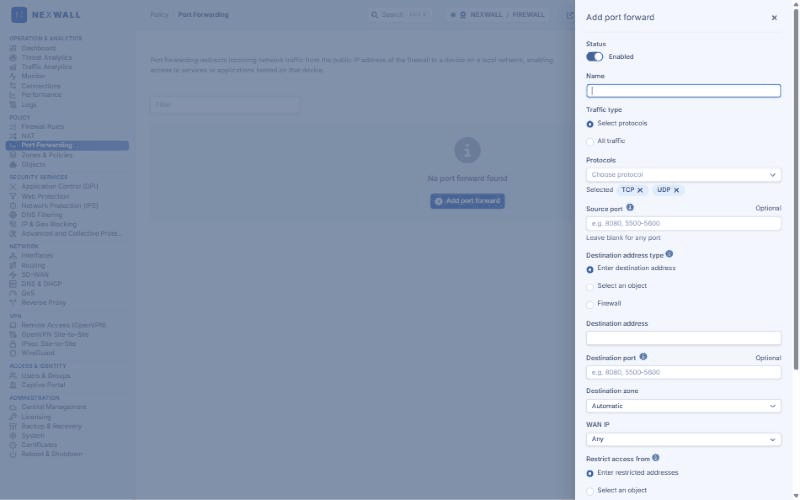 NEXWALL
Policy / Port Forwarding
Search
NEXWALL / FIREWALL
OPERATION & ANALYTICS
Dashboard
Threat Analytics
Traffic Analytics
Monitor
Connections
Performance
Logs
POLICY
Firewall Rules
NAT
Port Forwarding
Zones & Policies
Objects
SECURITY SERVICES
Application Control (DPI)
Web Protection
Network Protection (IPS)
DNS Filtering
IP & Geo Blocking
Advanced and Collective Prote...
NETWORK
Interfaces
Routing
SD-WAN
DNS & DHCP
QoS
Reverse Proxy
VPN
Remote Access (OpenVPN)
OpenVPN Site-to-Site
IPsec Site-to-Site
WireGuard
ACCESS & IDENTITY
Users & Groups
Captive Portal
ADMINISTRATION
Central Management
Licensing
Backup & Recovery
System
Certificates
Reboot & Shutdown
Port forwarding redirects incoming network traffic from the public IP address of the firewall to a device on a local network, enabling
access to services or applications hosted on that device.
Filter
No port forward found
Add port forward
Add port forward
Status
Enabled
Name
Traffic type
Select protocols
All traffic
Protocols
Choose protocol
Selected TCP UDP
Source port Optional
e.g. 8080, 5500-5600
Leave blank for any port
Destination address type
Enter destination address
Select an object
Firewall
Destination address
Destination port Optional
e.g. 8080, 5500-5600
Destination zone
Automatic
WAN IP
Any
Restrict access from
Enter restricted addresses
Select an object